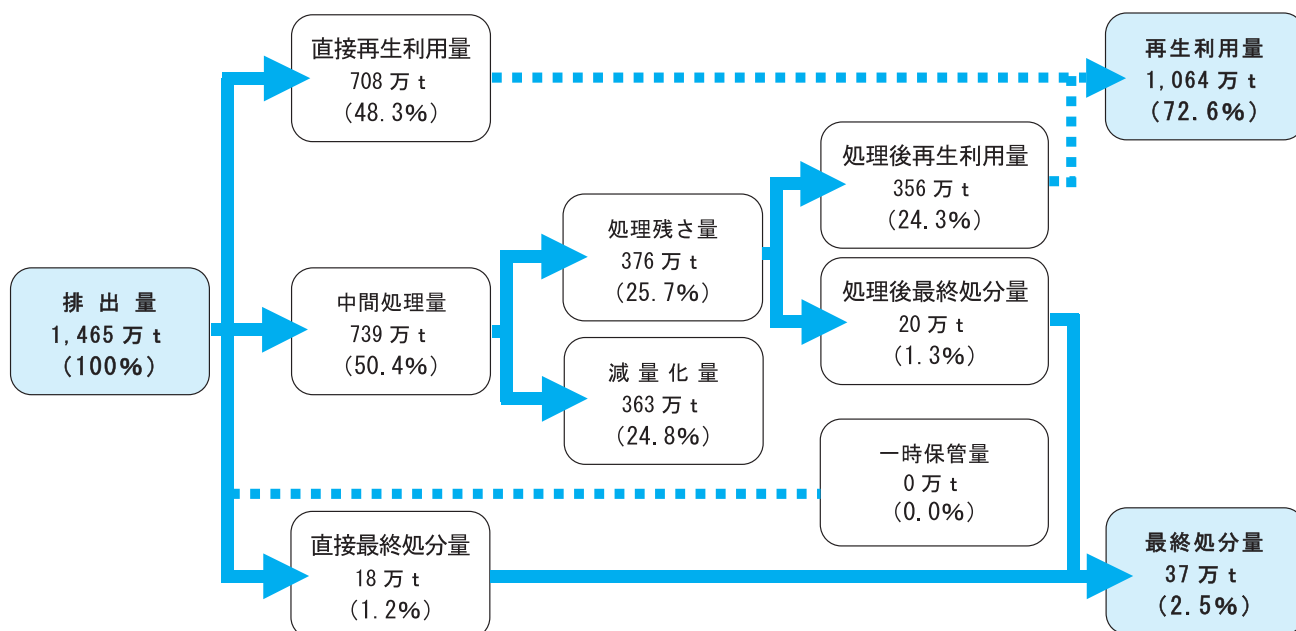 直接再生利用量
708 万 t
(48.3%)
再生利用量
1,064 万 t
(72.6%)
処理後再生利用量
356 万 t
(24.3%)
処理残さ量
376 万 t
(25.7%)
排 出 量
1,465 万 t
(100%)
中間処理量
739 万 t
(50.4%)
処理後最終処分量
20 万 t
(1.3%)
減 量 化 量
363 万 t
(24.8%)
一時保管量
0 万 t
(0.0%)
直接最終処分量
18 万 t
(1.2%)
最終処分量
37 万 t
(2.5%)